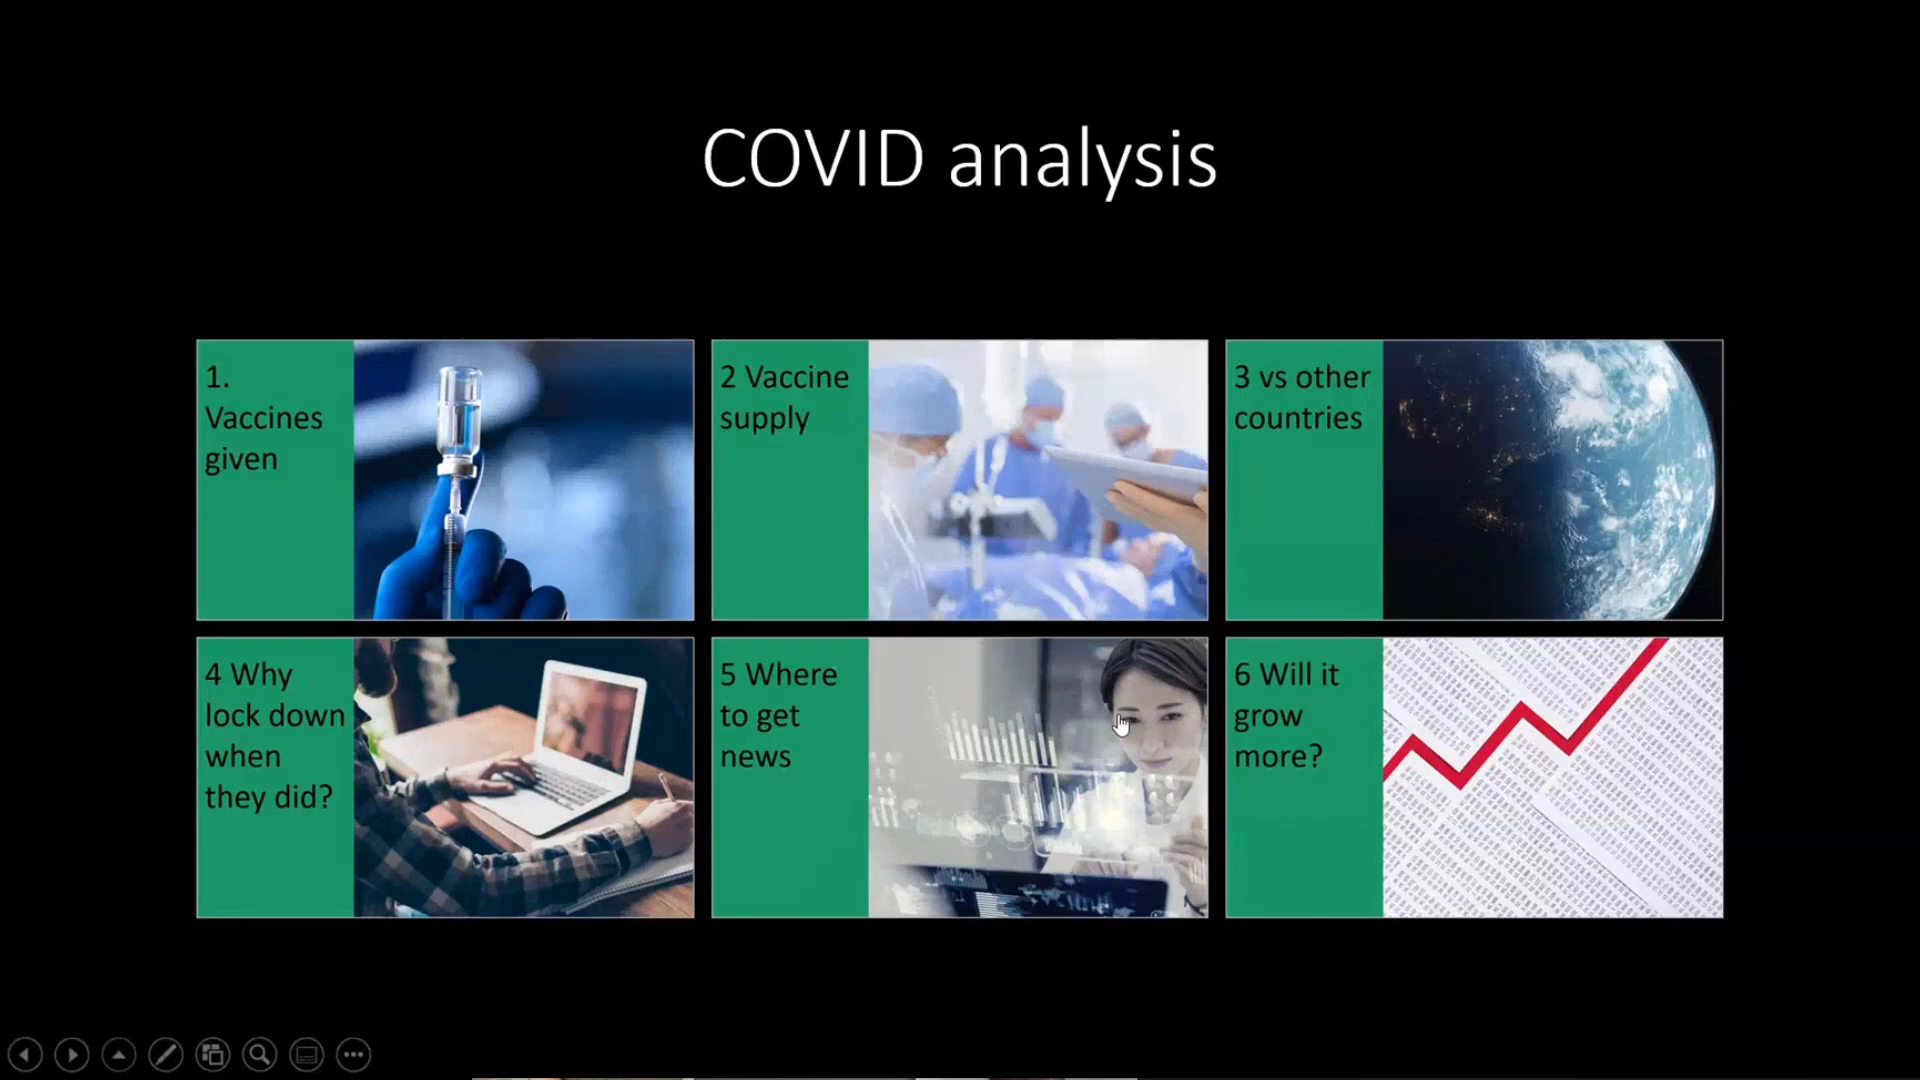 COVID analysis
1.
Vaccines
given
2 Vaccine
supply
3 vs other
countries
4 Why
lock down
when
they did?
5 Where
to get
news
6 Will it
grow
more?